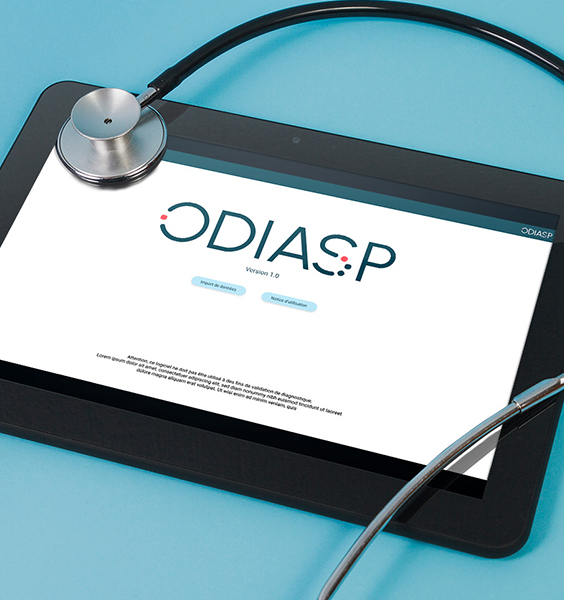 ODIASP
ODIASP
Version 1.0
Import de données
Notice d'utilisation
Attention, ce logiciel ne doit pas être utilisé à des fins de validation de diagnostique.
Lorem ipsum dolor sit amet, consectetuer adipiscing elit, sed diam nonummy nibh euismod tincidunt ut laoreet
dolore magna aliquam erat volutpat. Ut wisi enim ad minim veniam, quis